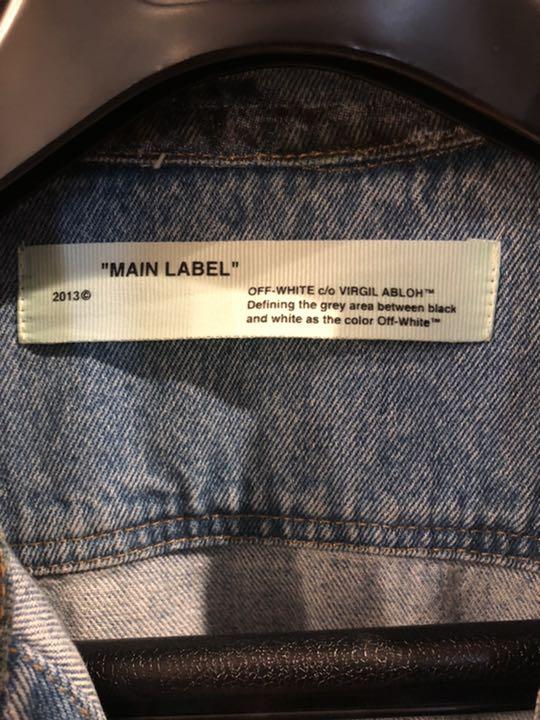 "MAIN LABEL"
2013©
OFF-WHITE c/o VIRGIL ABLOH™
Defining the grey area between black
and white as the color Off-White™